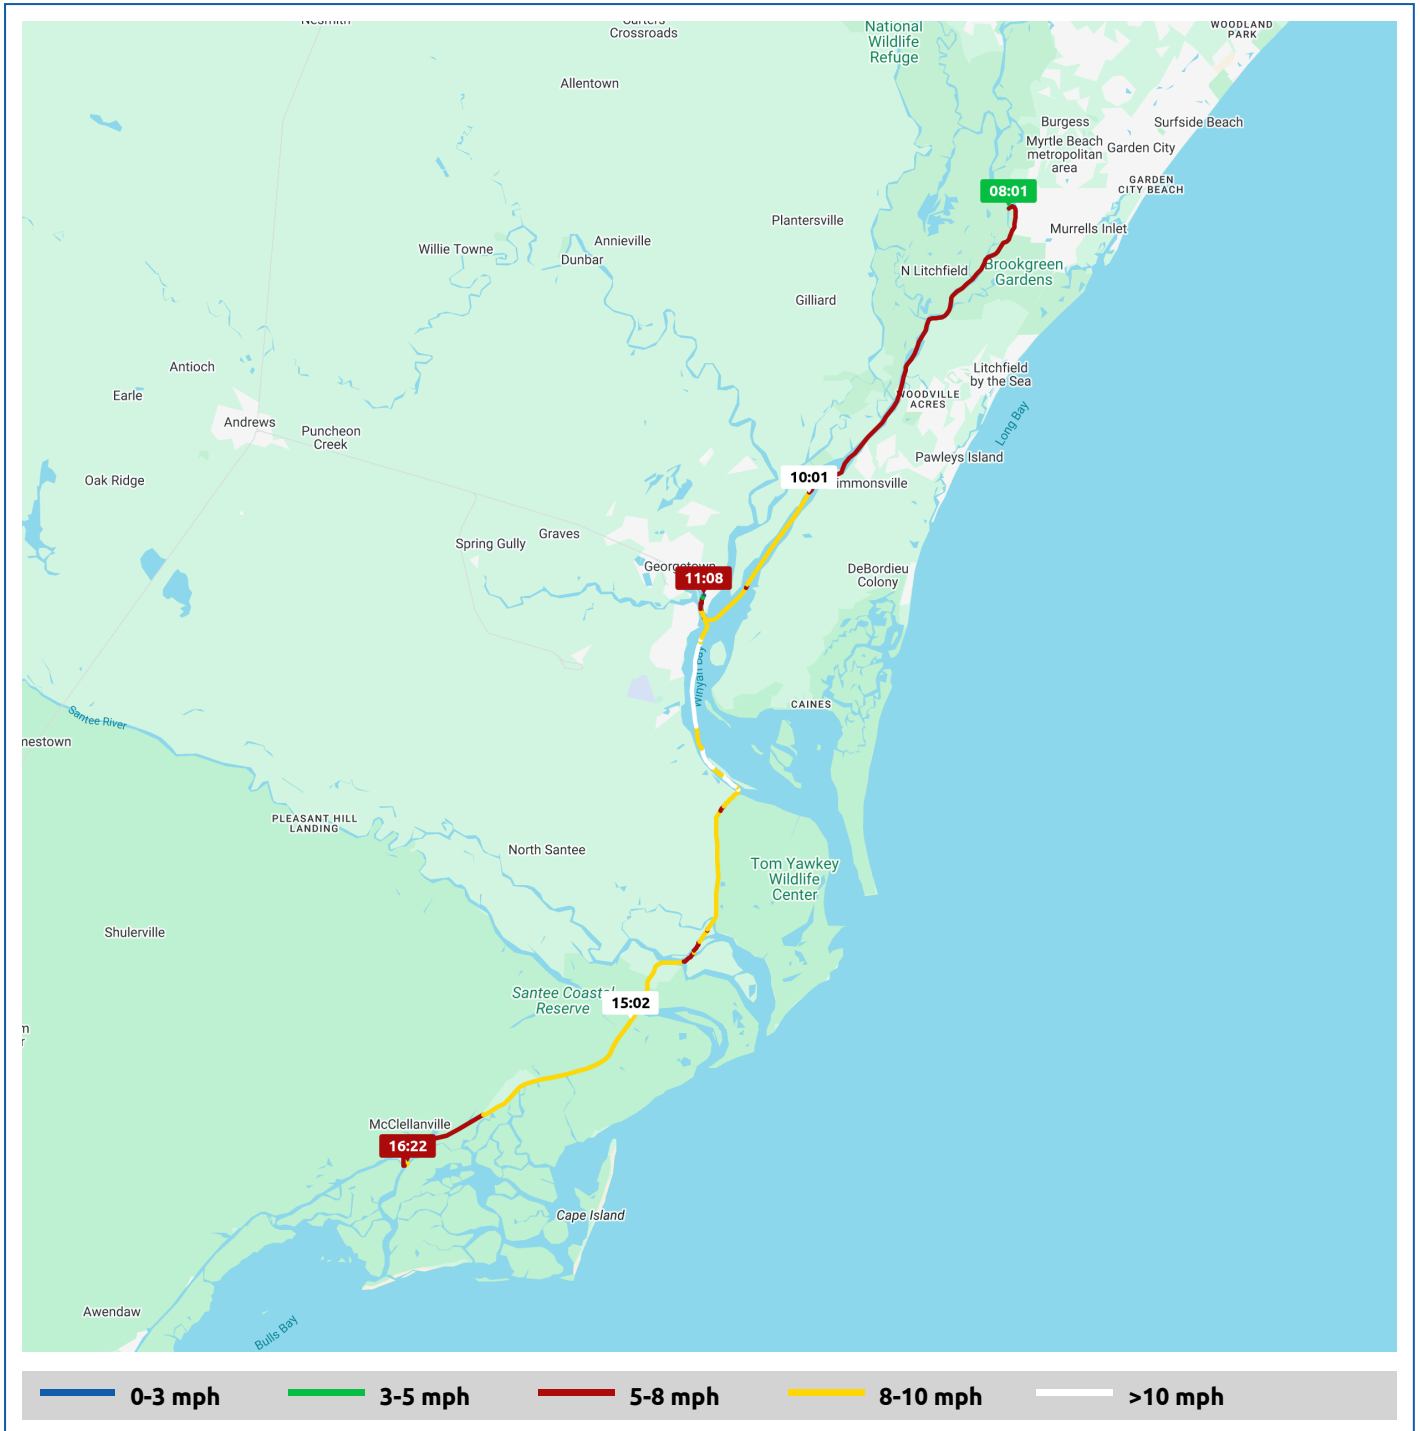 WOODLAND
PARK
National
Wildlife
Refuge
Crossroads
Allentown
Burgess
Surfside Beach
Myrtle Beach
metropolitan
area
Garden City
GARDEN
CITY BEACH
08:01
Plantersville
Murrells Inlet
Willie Towne
Annieville
Dunbar
N Litchfield
Brookgreen
Gardens
Gilliard
Antioch
Litchfield
by the Sea
Earle
WOODVILLE
ACRES
Andrews
Long Bay
Puncheon
Creek
Pawleys Island
Oak Ridge
10:01
immonsville
Graves
Spring Gully
Georgetown
11:08
DeBordieu
Colony
Winyah Bay
CAINES
Santee River
mestown
PLEASANT HILL
LANDING
North Santee
Tom Yawkey
Wildlife
Center
Shulerville
Santee Coastal
Reserve
15:02
McClellanville
16:22
Cape Island
Awendaw
Bulls Bay
0-3 mph
3-5 mph
5-8 mph
8-10 mph
>10 mph